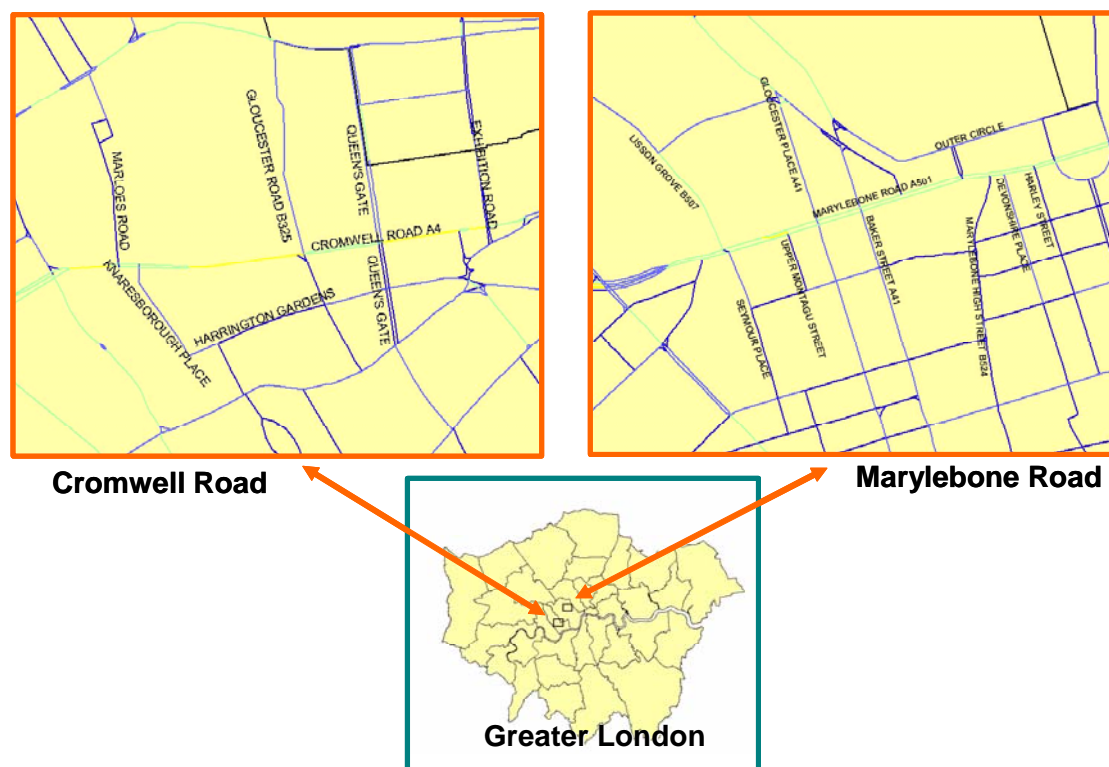 MARLOES ROAD
GLOUCESTER ROAD B325
QUEEN'S GATE
EXHIBITION ROAD
CROMWELL ROAD A4
KNARESBOROUGH PLACE
HARRINGTON GARDENS
QUEEN'S GATE
LISSON GROVE B507
GLOUCESTER PLACE A41
OUTER CIRCLE
MARYLEBONE ROAD A501
DEVONSHIRE PLACE
HARLEY STREET
BAKER STREET A41
UPPER MONTAGU STREET
SEYMOUR PLACE
MARYLEBONE HIGH STREET B524
Cromwell Road
Marylebone Road
Greater London